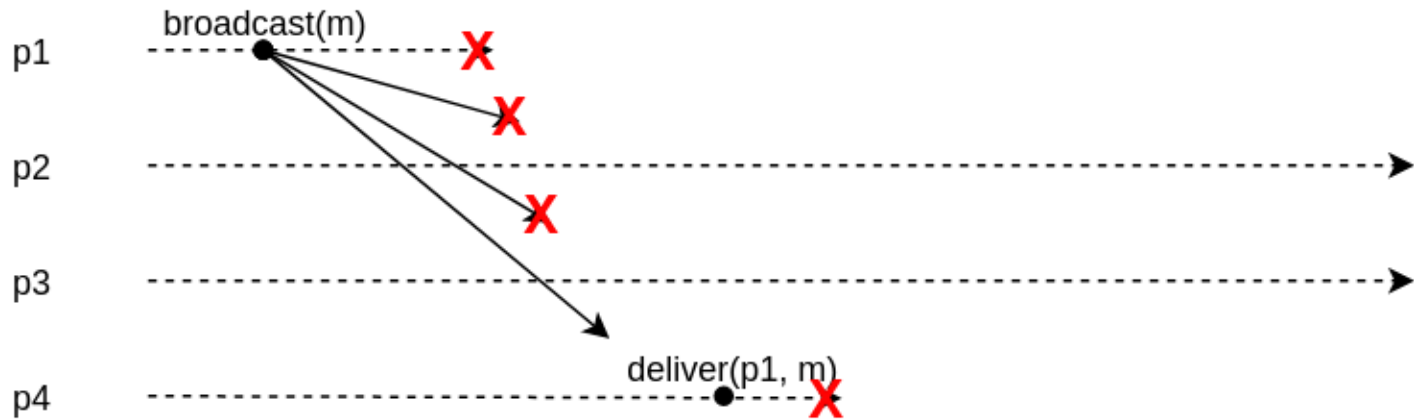 broadcast(m)
p1
X
X
p2
X
p3
deliver(p1, m)
p4
X